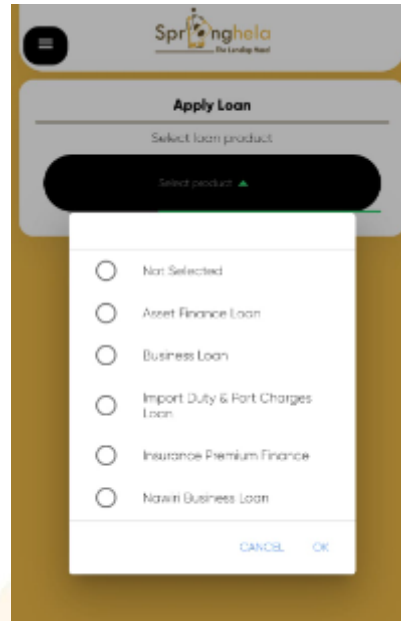 Springhela
The Lending Hand
Apply Loan
Select loan product
Select product
Not Selected
Asset Finance Loan
Business Loan
Import Duty & Port Charges
Loan
Insurance Premium Finance
Nawiri Business Loan
CANCEL OK